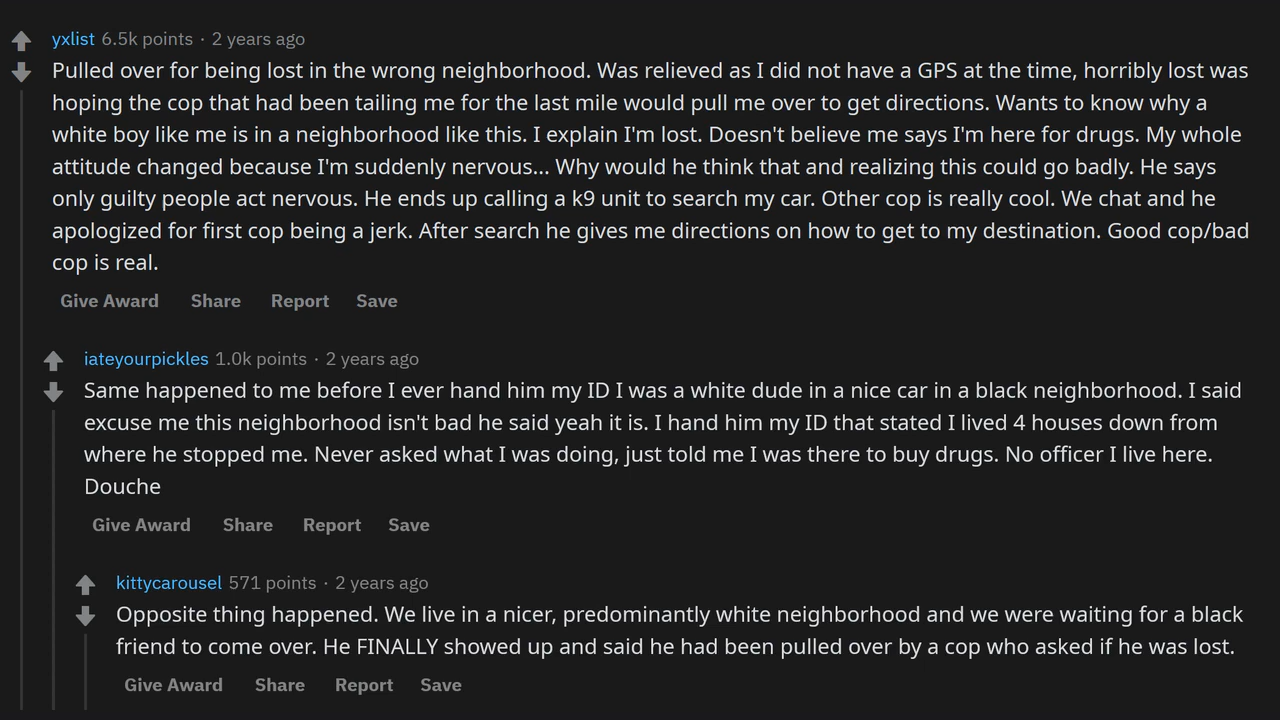 yxlist 6.5k points · 2 years ago
Pulled over for being lost in the wrong neighborhood. Was relieved as I did not have a GPS at the time, horribly lost was
hoping the cop that had been tailing me for the last mile would pull me over to get directions. Wants to know why a
white boy like me is in a neighborhood like this. I explain I'm lost. Doesn't believe me says I'm here for drugs. My whole
attitude changed because I'm suddenly nervous... Why would he think that and realizing this could go badly. He says
only guilty people act nervous. He ends up calling a k9 unit to search my car. Other cop is really cool. We chat and he
apologized for first cop being a jerk. After search he gives me directions on how to get to my destination. Good cop/bad
cop is real.
Give Award Share Report Save
iateyourpickles 1.0k points · 2 years ago
Same happened to me before I ever hand him my ID I was a white dude in a nice car in a black neighborhood. I said
excuse me this neighborhood isn't bad he said yeah it is. I hand him my ID that stated I lived 4 houses down from
where he stopped me. Never asked what I was doing, just told me I was there to buy drugs. No officer I live here.
Douche
Give Award Share Report Save
kittycarousel 571 points · 2 years ago
Opposite thing happened. We live in a nicer, predominantly white neighborhood and we were waiting for a black
friend to come over. He FINALLY showed up and said he had been pulled over by a cop who asked if he was lost.
Give Award Share Report Save